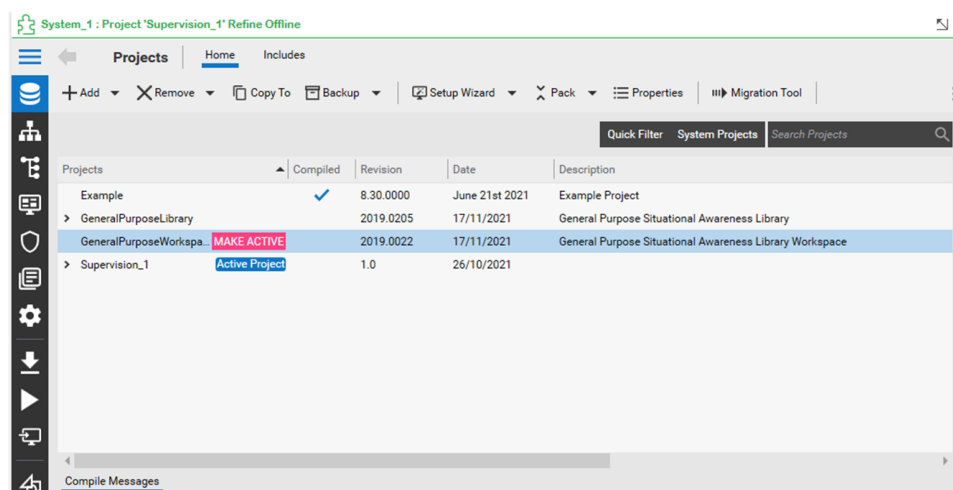 System_1 : Project 'Supervision_1' Refine Offline
Projects Home Includes
Add Remove Copy To Backup Setup Wizard Pack Properties Migration Tool
Quick Filter System Projects Search Projects
Projects Compiled Revision Date Description
Example 8.30.0000 June 21st 2021 Example Project
GeneralPurposeLibrary 2019.0205 17/11/2021 General Purpose Situational Awareness Library
GeneralPurposeWorkspa... MAKE ACTIVE 2019.0022 17/11/2021 General Purpose Situational Awareness Library Workspace
Supervision_1 Active Project 1.0 26/10/2021
Compile Messages